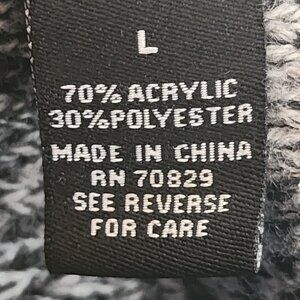 L
70% ACRYLIC
30%POLYESTER
MADE IN CHINA
RN 70829
SEE REVERSE
FOR CARE